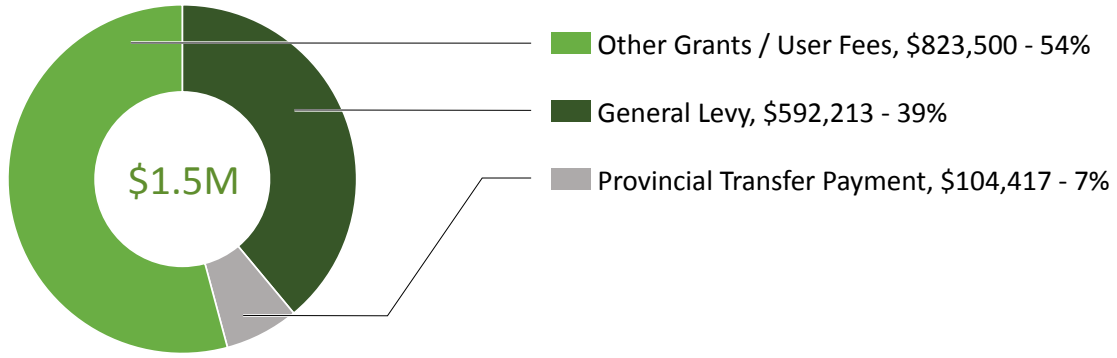 Other Grants / User Fees, $823,500 - 54%
General Levy, $592,213 - 39%
$1.5M
Provincial Transfer Payment, $104,417 - 7%